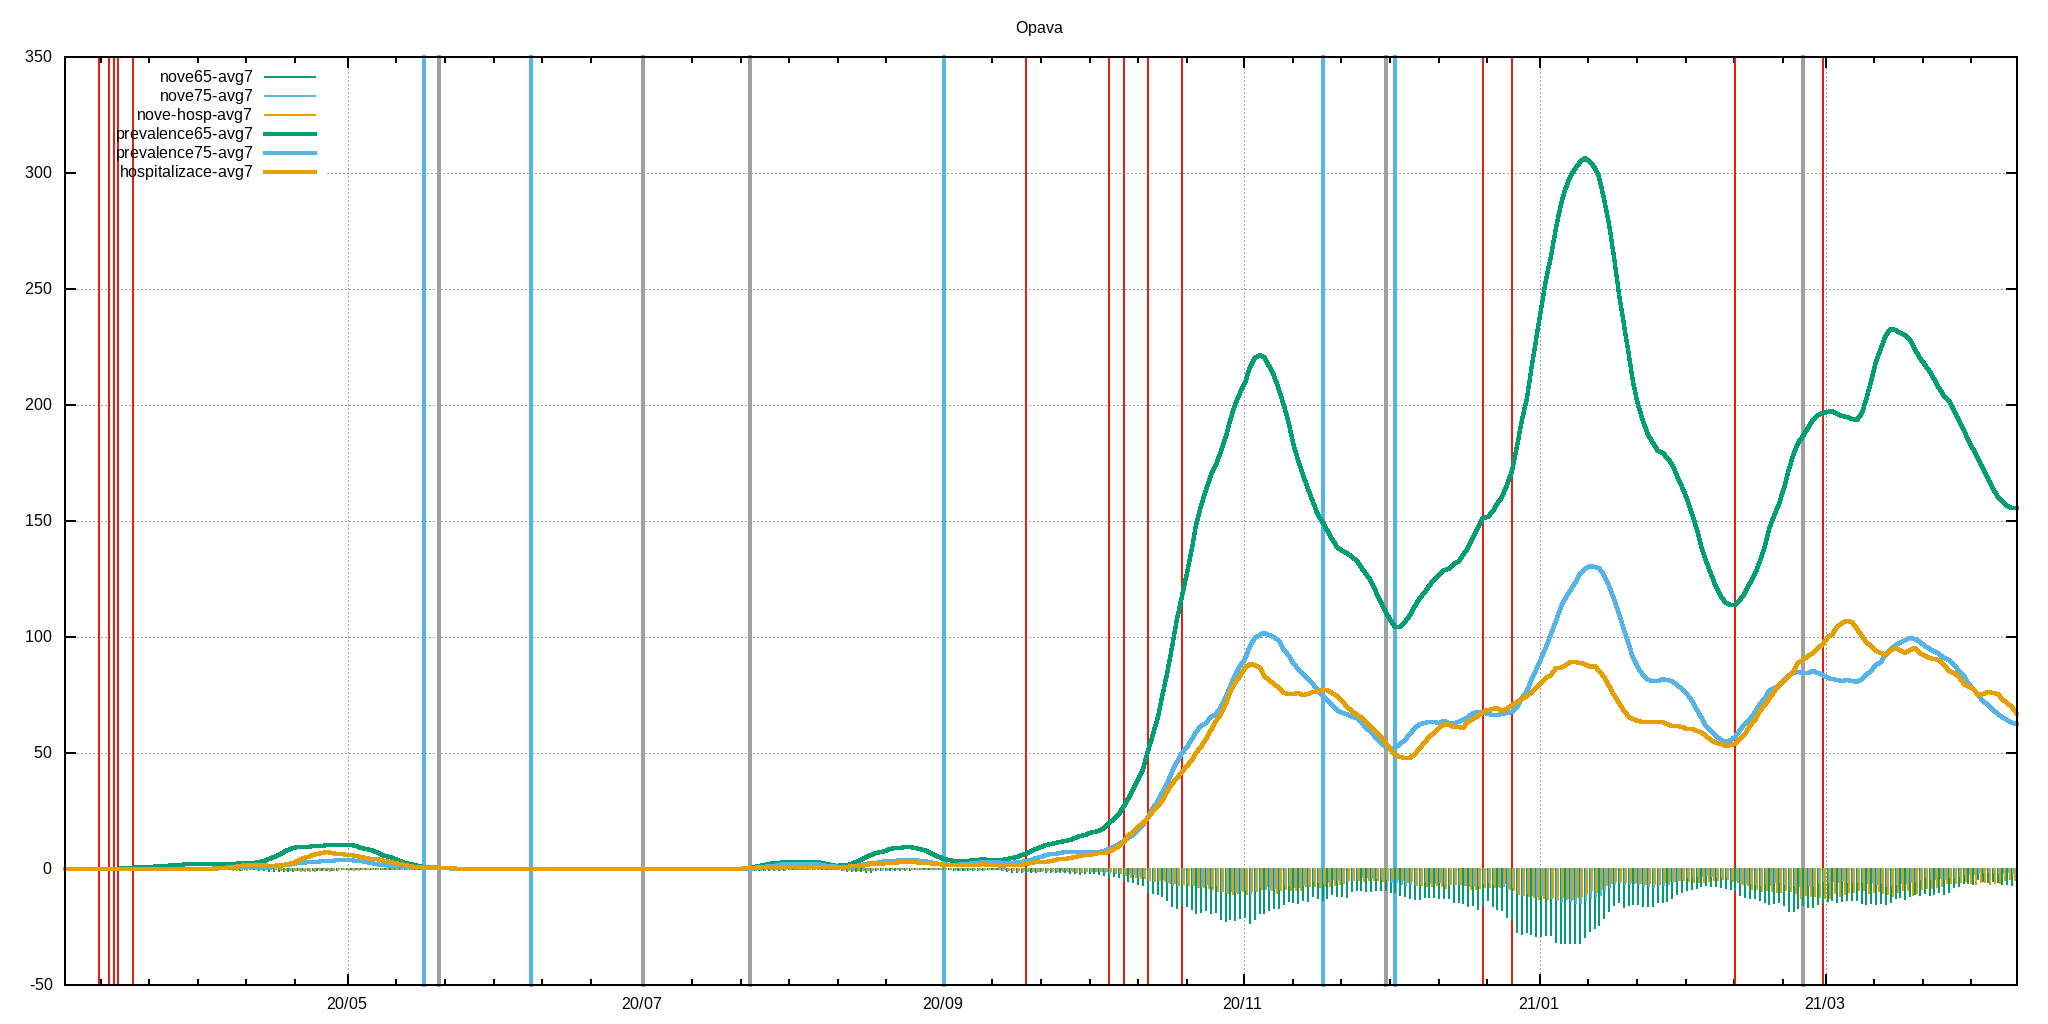 Opava
350
300
250
200
150
100
50
0
-50
nove65-avg7
nove75-avg7
nove-hosp-avg7
prevalence65-avg7
prevalence75-avg7
hospitalizace-avg7
20/05 20/07 20/09 20/11 21/01 21/03